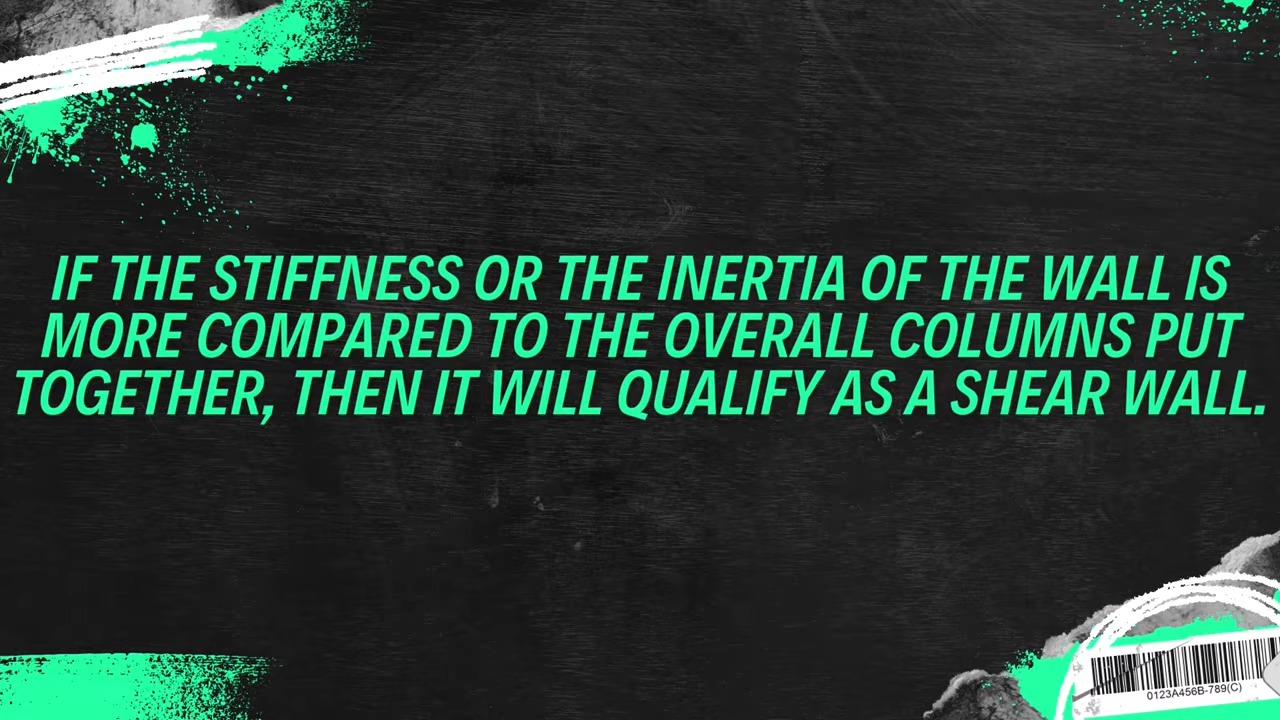 IF THE STIFFNESS OR THE INERTIA OF THE WALL IS
MORE COMPARED TO THE OVERALL COLUMNS PUT
TOGETHER, THEN IT WILL QUALIFY AS A SHEAR WALL.
0123A456B-789(C)